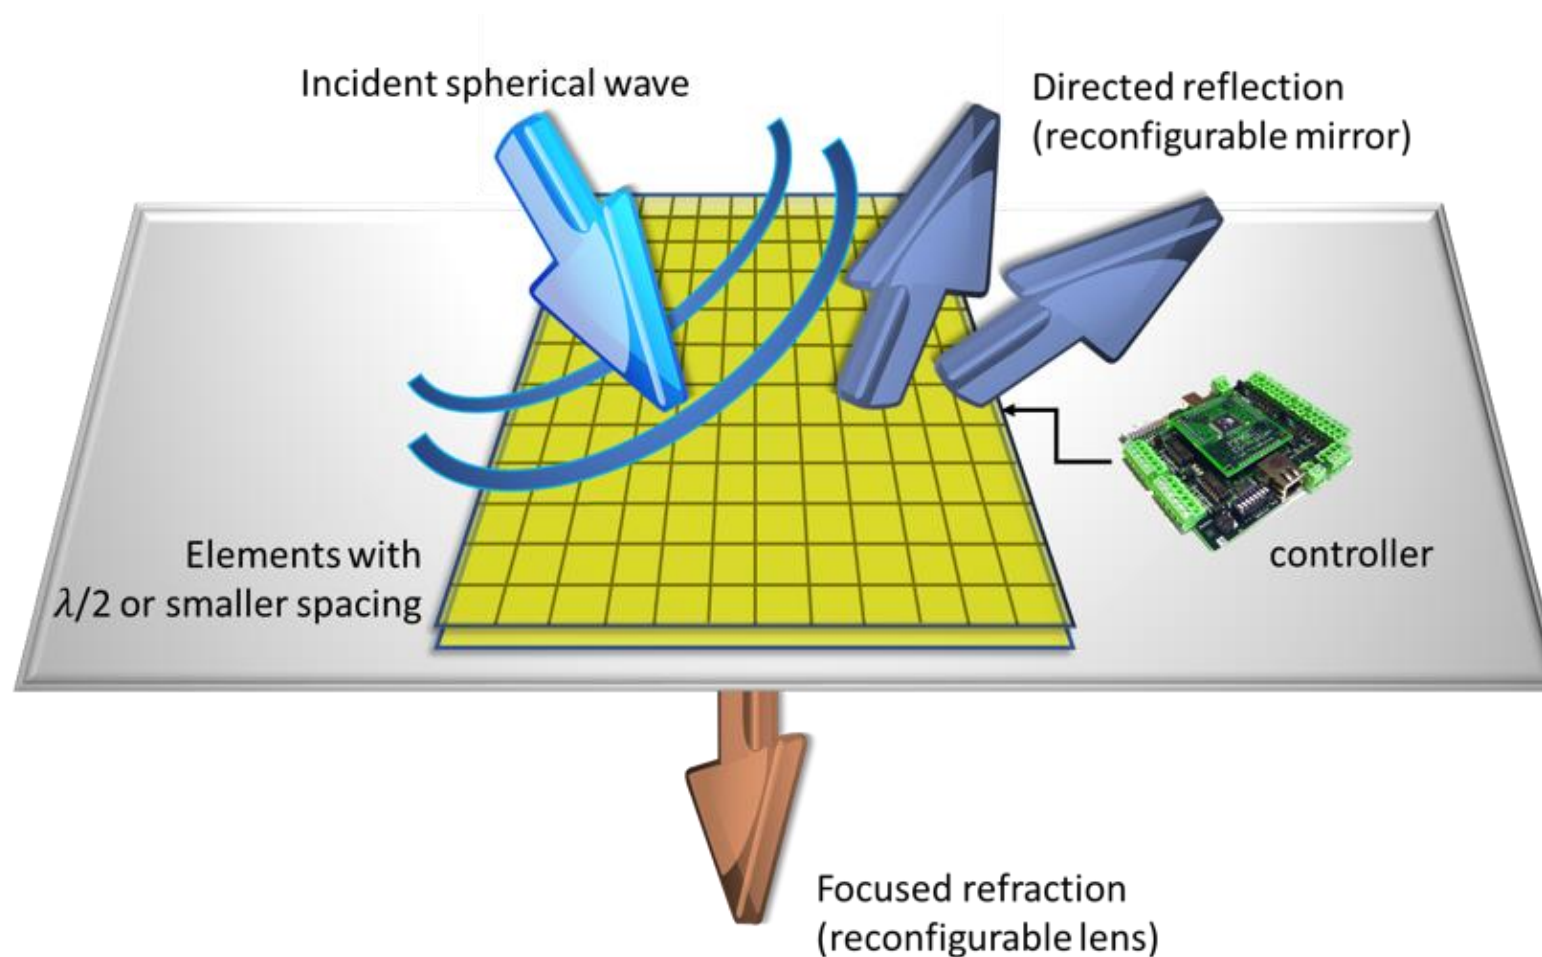 Incident spherical wave
Directed reflection
(reconfigurable mirror)
Elements with
λ/2 or smaller spacing
controller
Focused refraction
(reconfigurable lens)